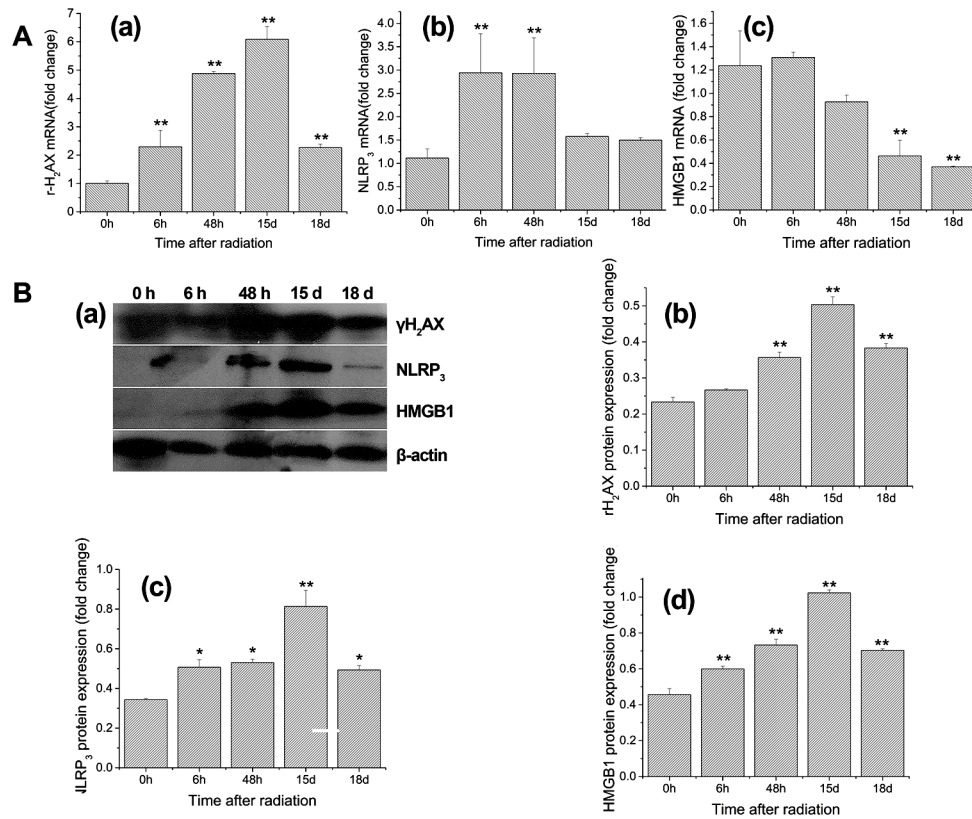 A
(a)
r-H₂AX mRNA(fold change)
7
6
5
4
3
2
1
0
**
**
**
**
0h 6h 48h 15d 18d
Time after radiation
(b)
NLRP₃ mRNA(fold change)
4.0
3.5
3.0
2.5
2.0
1.5
1.0
0.5
0.0
** **
0h 6h 48h 15d 18d
Time after radiation
(c)
HMGB1 mRNA (fold change)
1.6
1.4
1.2
1.0
0.8
0.6
0.4
0.2
0.0
**
**
0h 6h 48h 15d 18d
Time after radiation
B
(a)
0 h 6 h 48 h 15 d 18 d
γH₂AX
NLRP₃
HMGB1
β-actin
(b)
rH₂AX protein expression (fold change)
0.5
0.4
0.3
0.2
0.1
0.0
**
**
**
0h 6h 48h 15d 18d
Time after radiation
(c)
NLRP₃ protein expression (fold change)
1.0
0.8
0.6
0.4
0.2
0.0
*
*
**
*
0h 6h 48h 15d 18d
Time after radiation
(d)
HMGB1 protein expression (fold change)
1.0
0.8
0.6
0.4
0.2
0.0
**
**
**
**
0h 6h 48h 15d 18d
Time after radiation